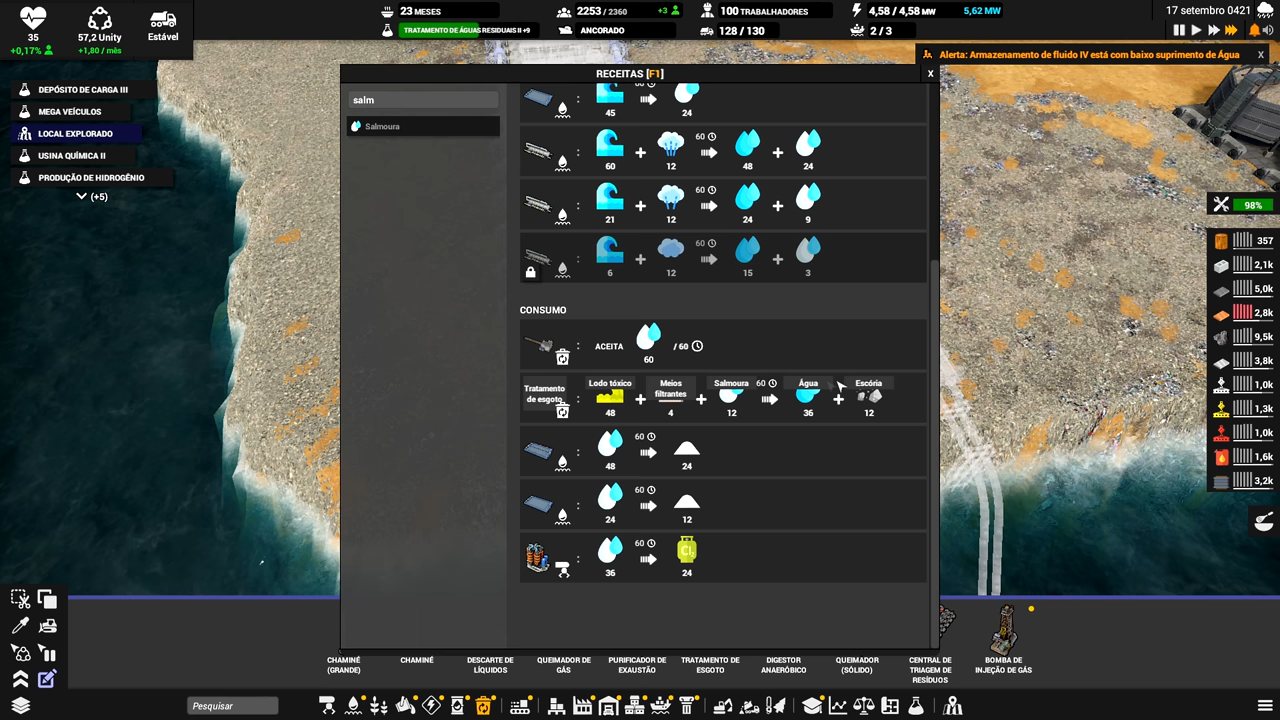 23 MESES
2253 / 2360
+3
100 TRABALHADORES
4,58 / 4,58 MW
5,62 MW
17 setembro 0421
35
+0,17%
57,2 Unity
+1,80 / mês
Estável
TRATAMENTO DE ÁGUAS RESIDUAIS II +9
ANCORADO
128 / 130
2 / 3
Alerta: Armazenamento de fluido IV está com baixo suprimento de Água
X
RECEITAS [F1]
X
DEPÓSITO DE CARGA III
MEGA VEÍCULOS
LOCAL EXPLORADO
USINA QUÍMICA II
PRODUÇÃO DE HIDROGÊNIO
(+5)
salm
Salmoura
: 45 60 24
: 60 + 12 60 48 + 24
: 21 + 12 60 24 + 9
: 6 + 12 60 15 + 3
CONSUMO
: ACEITA 60 / 60
Tratamento de esgoto
Lodo tóxico
Meios filtrantes
Salmoura
60
Água
Escória
: 48 + 4 + 12 36 + 12
: 48 60 24
: 24 60 12
: 36 60 Cl₂ 24
98%
357
2,1k
5,0k
2,8k
9,5k
3,8k
1,0k
1,3k
1,0k
1,6k
3,2k
CHAMINÉ (GRANDE)
CHAMINÉ
DESCARTE DE LÍQUIDOS
QUEIMADOR DE GÁS
PURIFICADOR DE EXAUSTÃO
TRATAMENTO DE ESGOTO
DIGESTOR ANAERÓBICO
QUEIMADOR (SÓLIDO)
CENTRAL DE TRIAGEM DE RESÍDUOS
BOMBA DE INJEÇÃO DE GÁS
Pesquisar